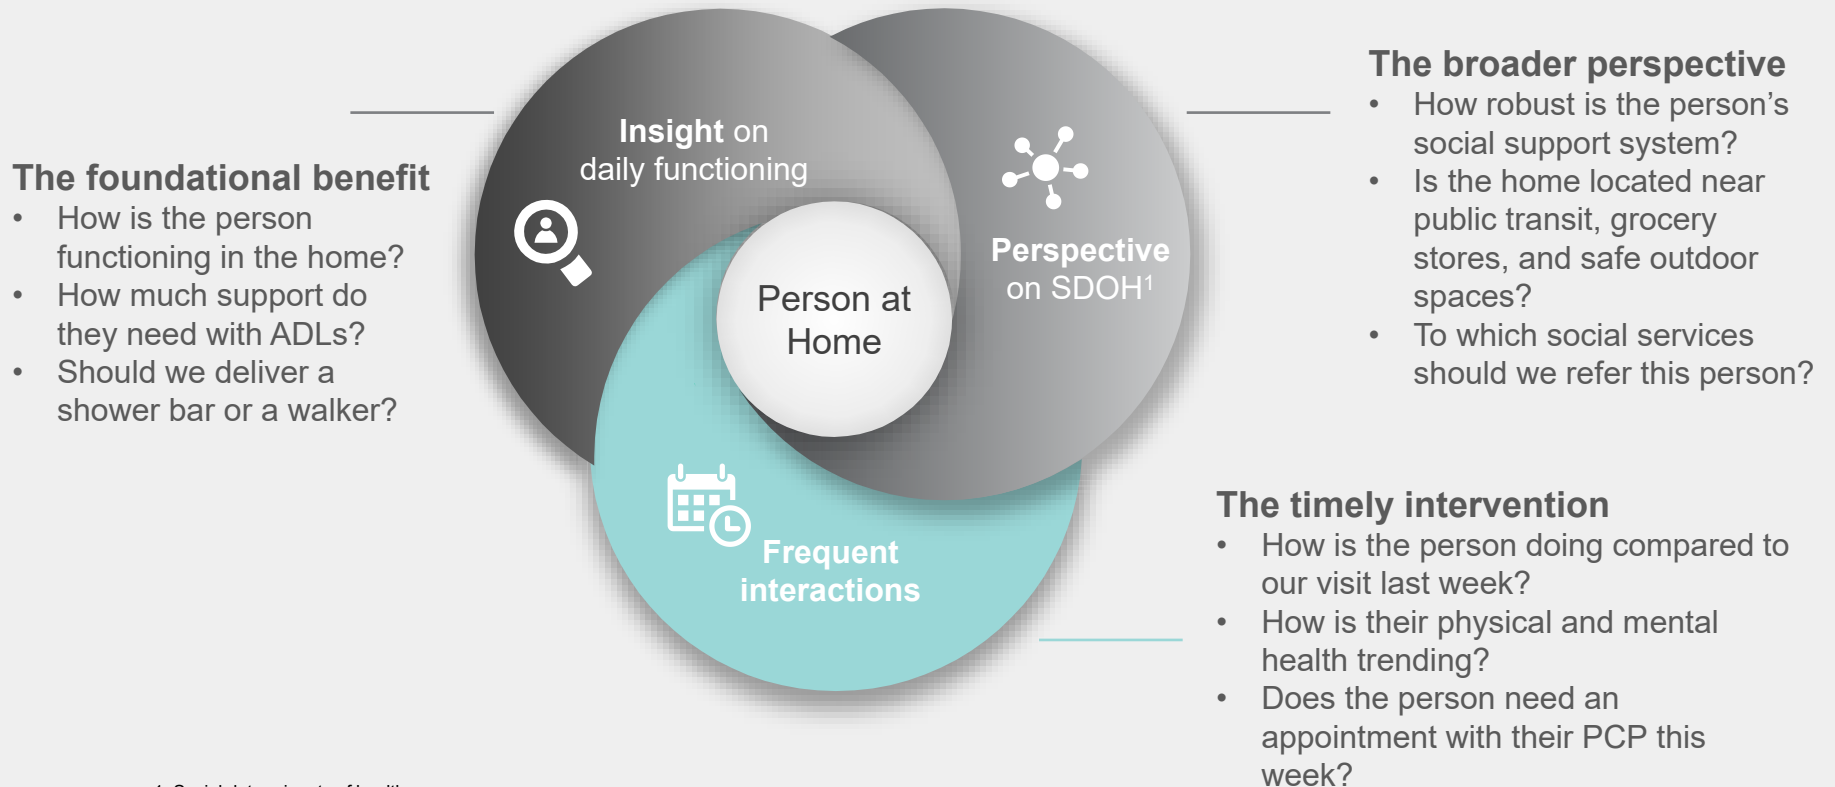 The foundational benefit
• How is the person
functioning in the home?
• How much support do
they need with ADLs?
• Should we deliver a
shower bar or a walker?
Insight on
daily functioning
Perspective
on SDOH¹
Person at
Home
Frequent
interactions
The broader perspective
• How robust is the person’s
social support system?
• Is the home located near
public transit, grocery
stores, and safe outdoor
spaces?
• To which social services
should we refer this person?
The timely intervention
• How is the person doing compared to
our visit last week?
• How is their physical and mental
health trending?
• Does the person need an
appointment with their PCP this
week?